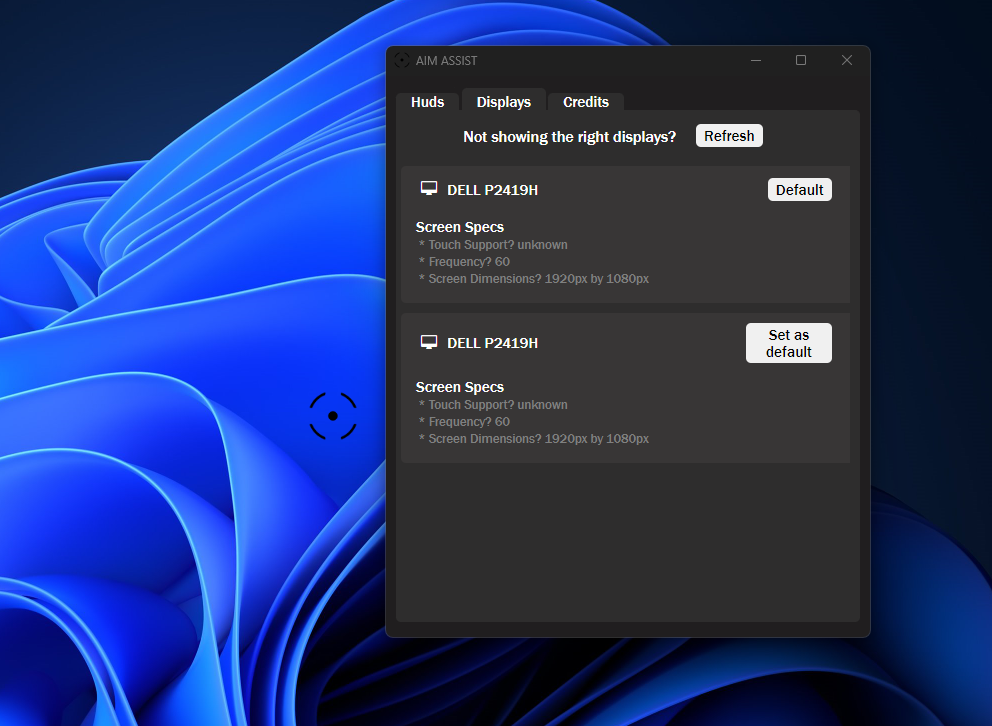 AIM ASSIST
Huds Displays Credits
Not showing the right displays? Refresh
DELL P2419H Default
Screen Specs
* Touch Support? unknown
* Frequency? 60
* Screen Dimensions? 1920px by 1080px
DELL P2419H
Set as
default
Screen Specs
* Touch Support? unknown
* Frequency? 60
* Screen Dimensions? 1920px by 1080px